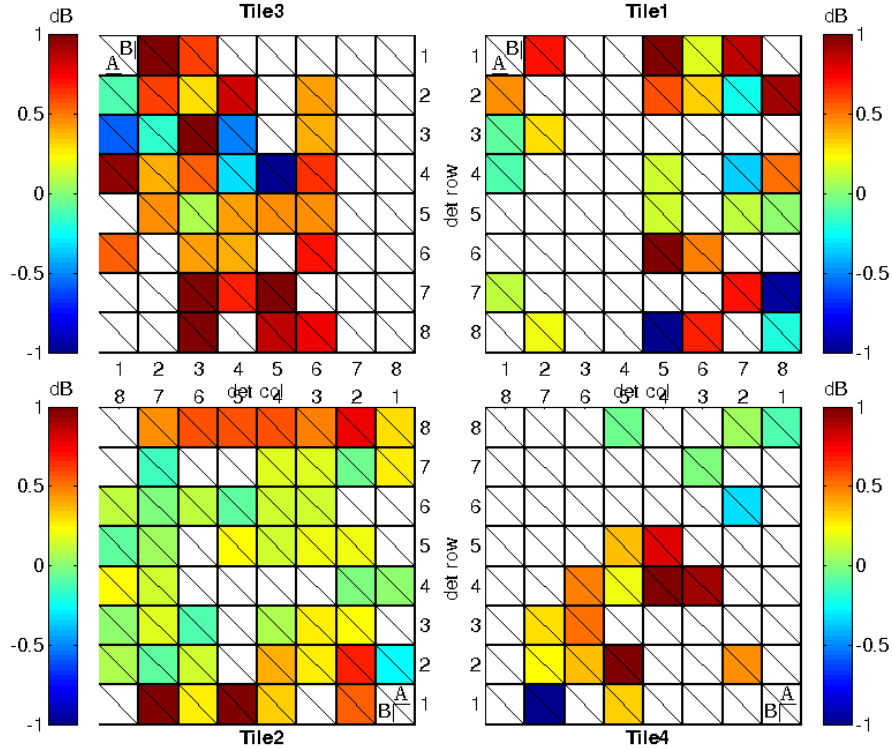 dB Tile3 Tile1 dB
1 B| 1 B| 1
A A
0.5 2 2 0.5
3 3
0 4 det row 4 0
5 5
-0.5 6 6 -0.5
7 7
-1 8 8 -1
1 2 3 4 5 6 7 8 1 2 3 4 5 6 7 8
dB det col det col dB
8 7 6 5 4 3 2 1 8 7 6 5 4 3 2 1
1 8 8 1
0.5 7 7 0.5
6 6
0 5 det row 5 0
4 4
-0.5 3 3 -0.5
2 2
A A
-1 B| 1 1 B| -1
Tile2 Tile4